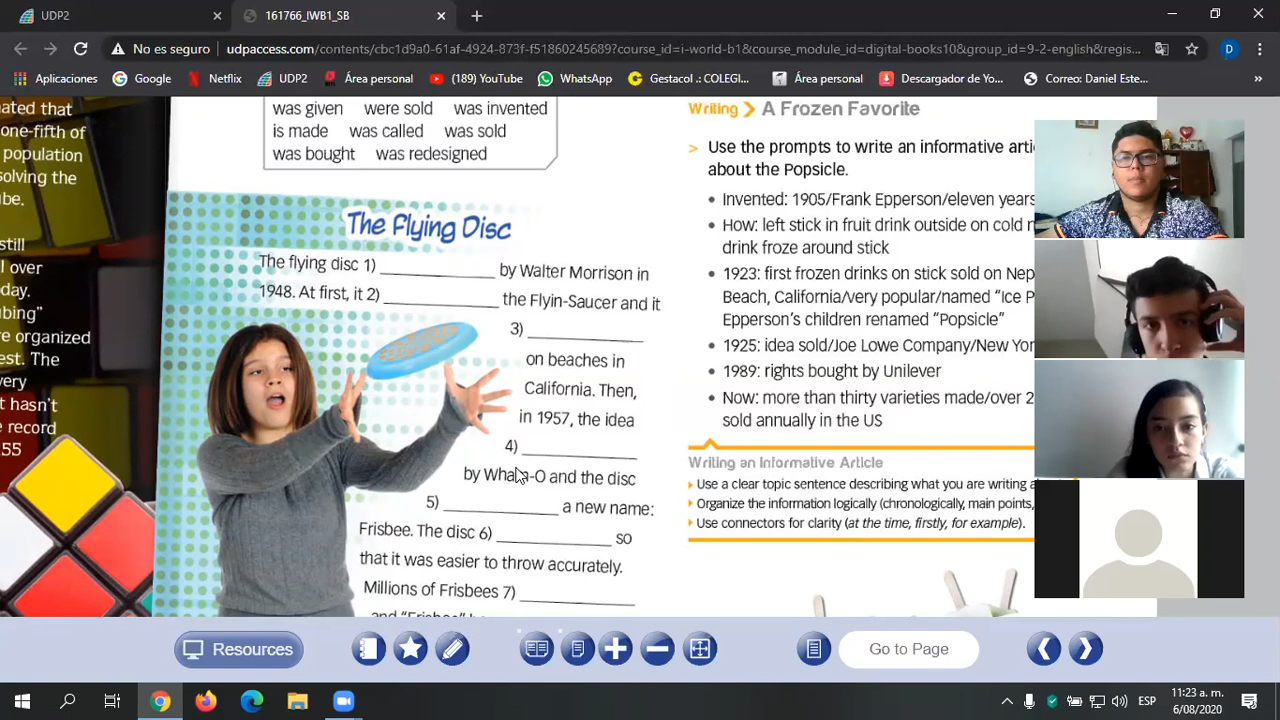 UDP2
161766_IWB1_SB
No es seguro
udpaccess.com/contents/cbc1d9a0-61af-4924-873f-f51860245689?course_id=i-world-b1&course_module_id=digital-books10&group_id=9-2-english&regis...
D
Aplicaciones
Google
Netflix
UDP2
Área personal
(189) YouTube
WhatsApp
Gestacol .: COLEGI...
Área personal
Descargador de Yo...
Correo: Daniel Este...
»
ated that
one-fifth of
population
solving the
be.
still
l over
day.
bing"
re organized
est. The
very
t hasn't
e record
55
was given were sold was invented
is made was called was sold
was bought was redesigned
The Flying Disc
The flying disc 1) ____________ by Walter Morrison in
1948. At first, it 2) ____________ the Flyin-Saucer and it
3) ____________
on beaches in
California. Then,
in 1957, the idea
4) ____________
by Wham-O and the disc
5) ____________ a new name:
Frisbee. The disc 6) ____________ so
that it was easier to throw accurately.
Millions of Frisbees 7) ____________
Writing > A Frozen Favorite
> Use the prompts to write an informative arti
about the Popsicle.
• Invented: 1905/Frank Epperson/eleven years
• How: left stick in fruit drink outside on cold n
drink froze around stick
• 1923: first frozen drinks on stick sold on Nep
Beach, California/very popular/named "Ice P
Epperson's children renamed "Popsicle"
• 1925: idea sold/Joe Lowe Company/New Yor
• 1989: rights bought by Unilever
• Now: more than thirty varieties made/over 2
sold annually in the US
Writing an Informative Article
Use a clear topic sentence describing what you are writing a
Organize the information logically (chronologically, main points,
Use connectors for clarity (at the time, firstly, for example).
Resources
Go to Page
ESP
11:23 a. m.
6/08/2020